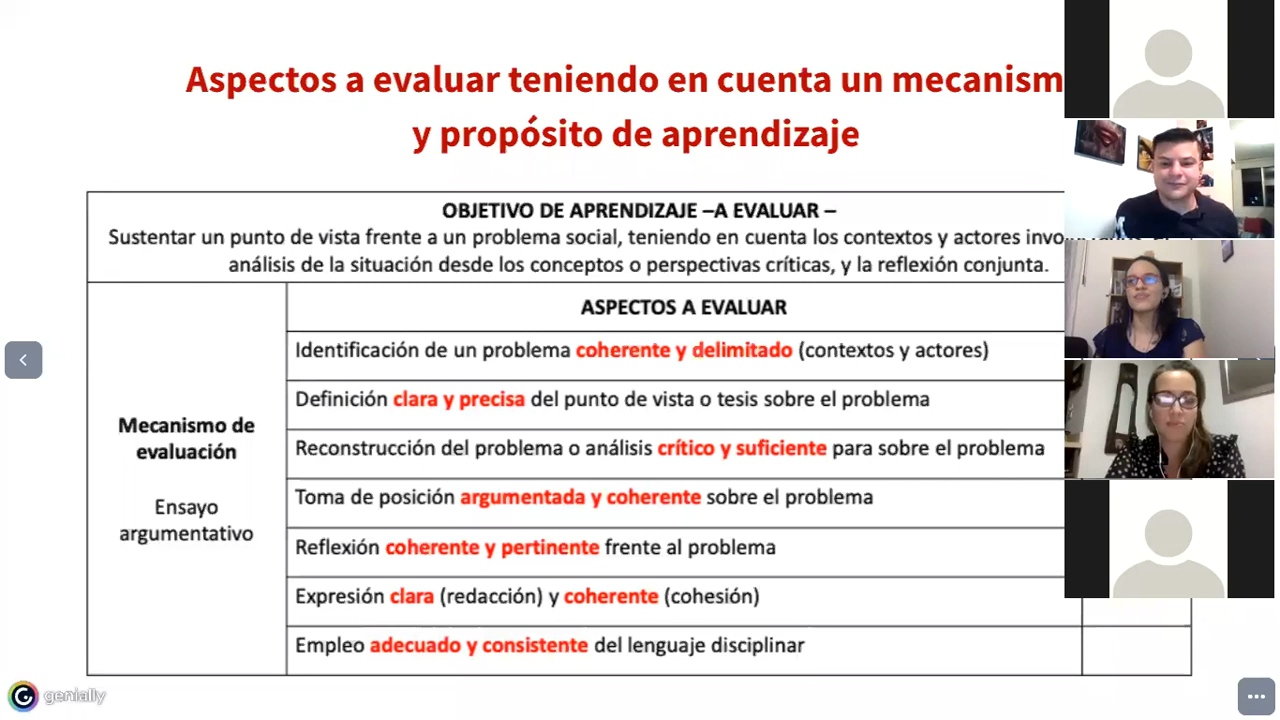 Aspectos a evaluar teniendo en cuenta un mecanism
y propósito de aprendizaje
OBJETIVO DE APRENDIZAJE –A EVALUAR –
Sustentar un punto de vista frente a un problema social, teniendo en cuenta los contextos y actores invo
análisis de la situación desde los conceptos o perspectivas críticas, y la reflexión conjunta.
ASPECTOS A EVALUAR
Identificación de un problema coherente y delimitado (contextos y actores)
Definición clara y precisa del punto de vista o tesis sobre el problema
Mecanismo de
evaluación
Ensayo
argumentativo
Reconstrucción del problema o análisis crítico y suficiente para sobre el problema
Toma de posición argumentada y coherente sobre el problema
Reflexión coherente y pertinente frente al problema
Expresión clara (redacción) y coherente (cohesión)
Empleo adecuado y consistente del lenguaje disciplinar
genially